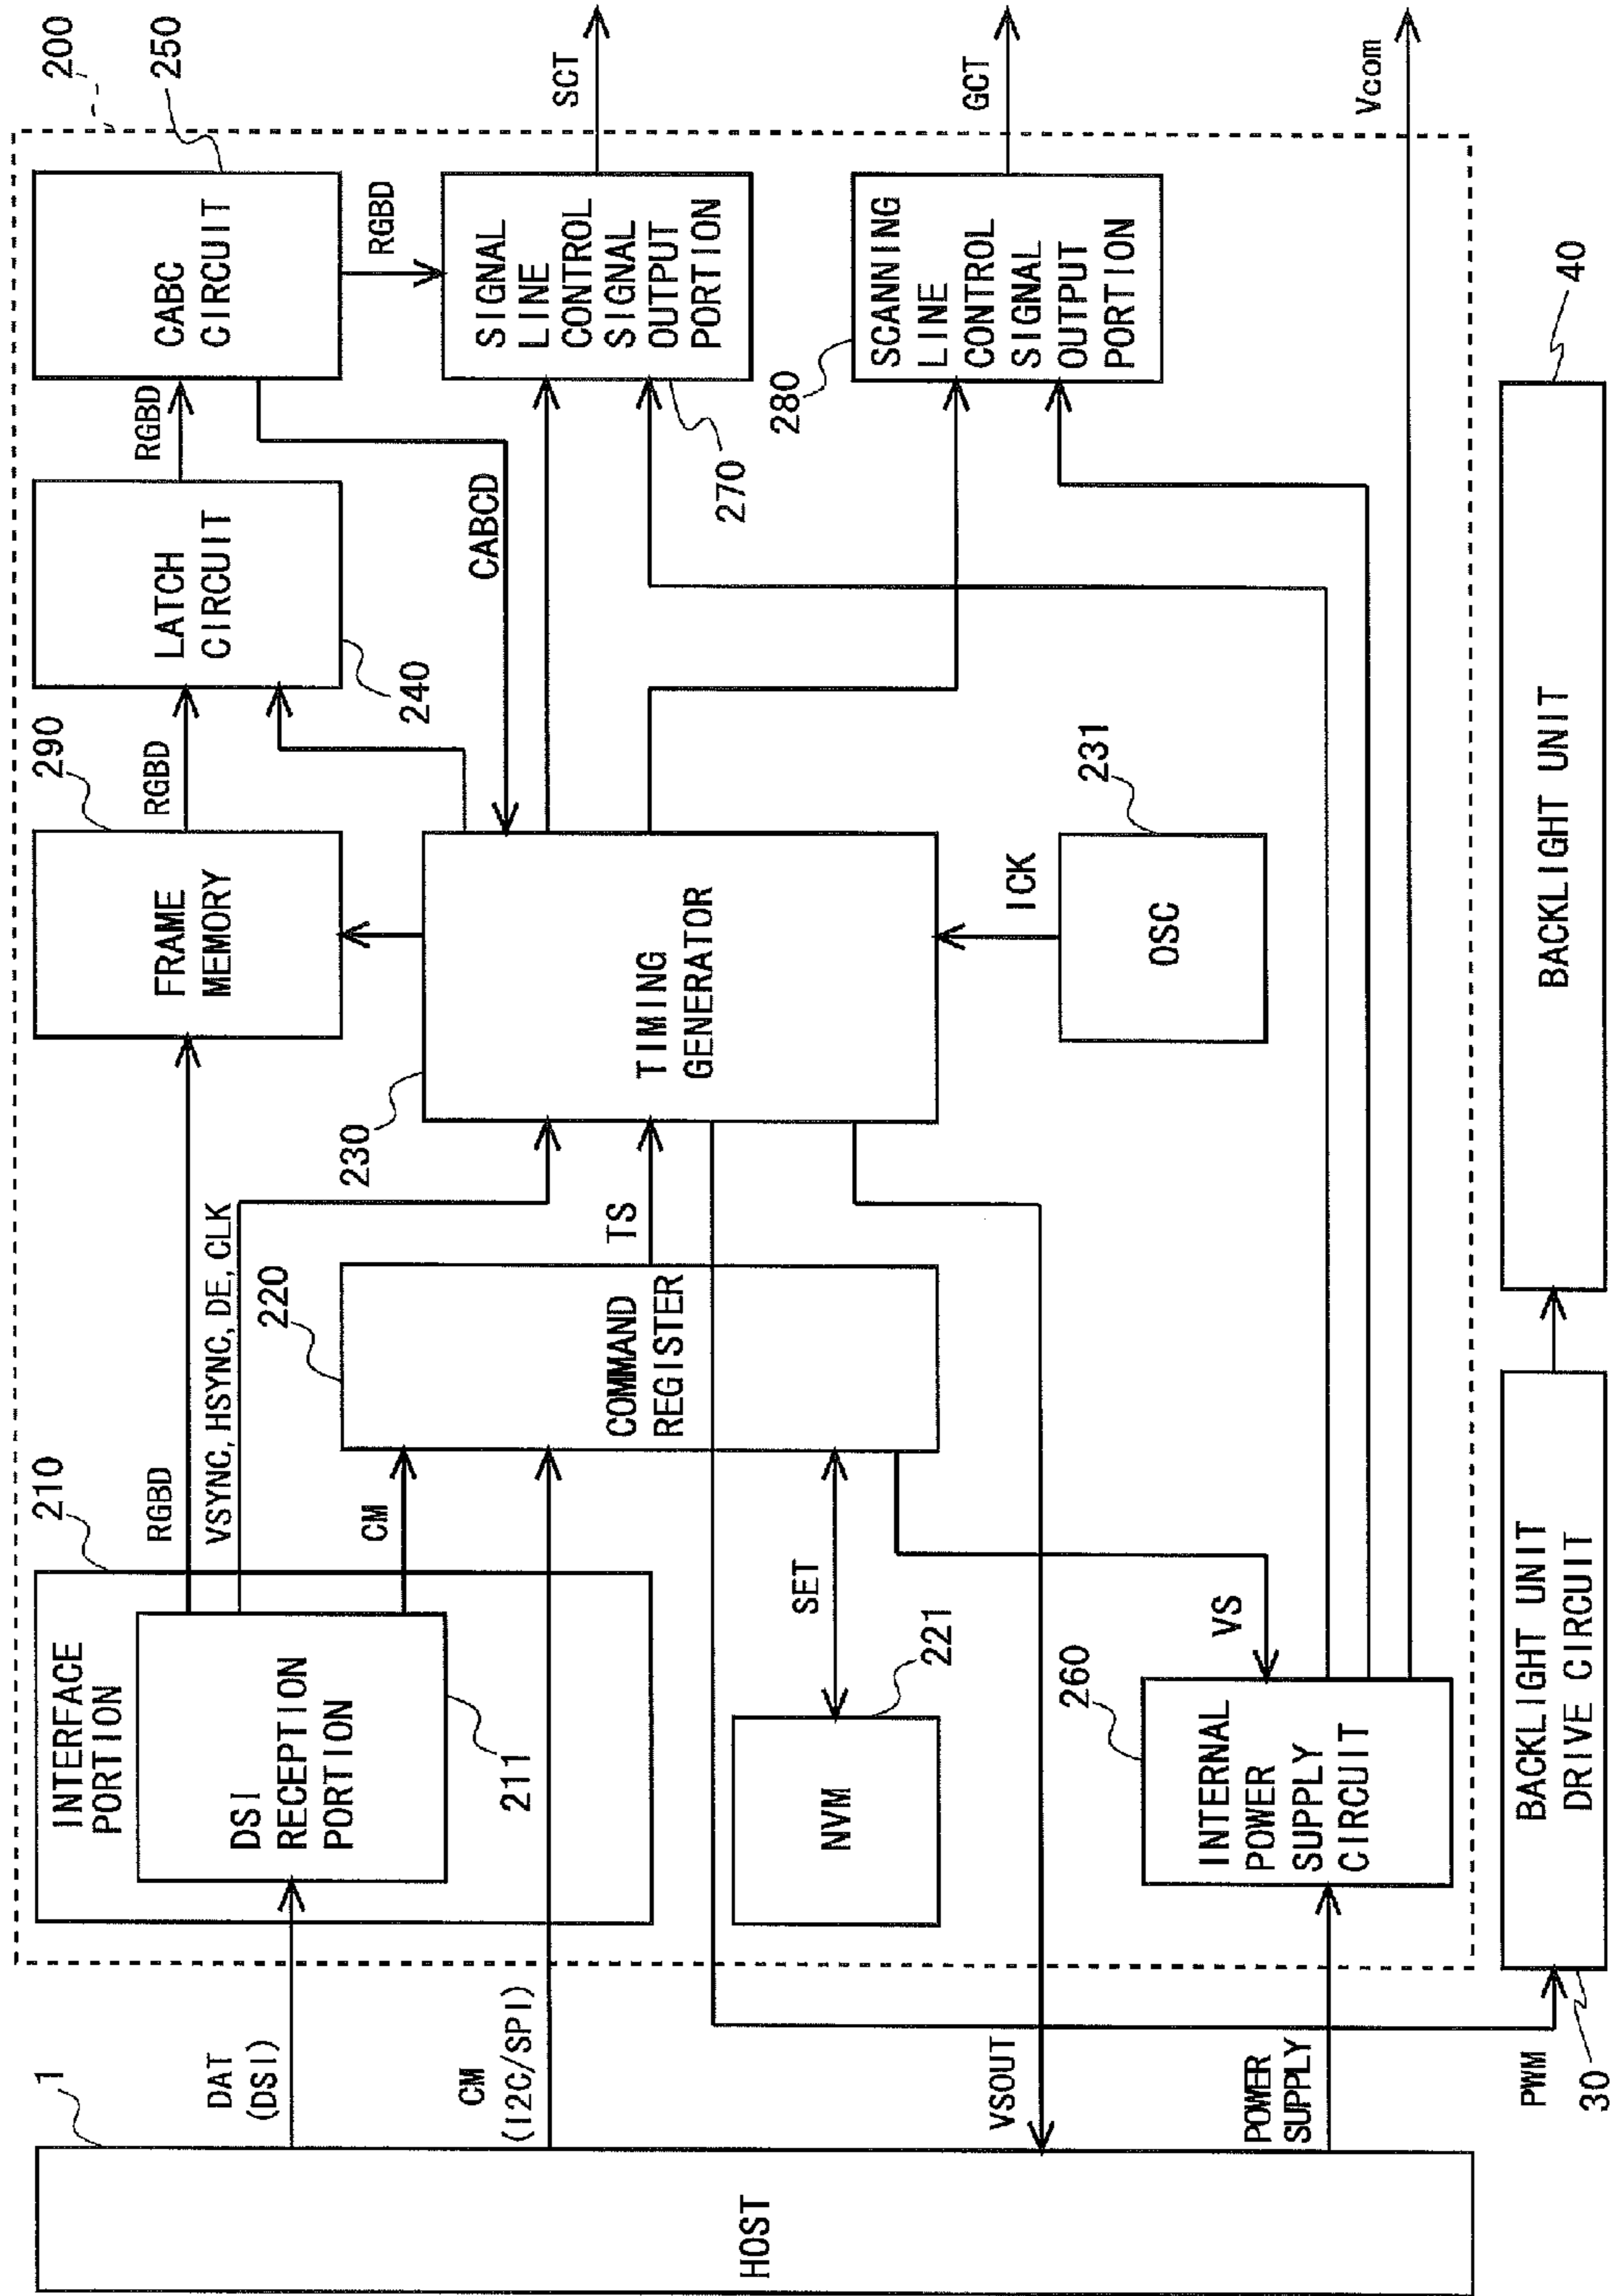 200
250
CABC
CIRCUIT
RGBD
LATCH
CIRCUIT
240
RGBD
290
FRAME
MEMORY
RGBD
VSYNC, HSYNC, DE, CLK
210
INTERFACE
PORTION
DSI
RECEPTION
PORTION
211
CM
1
HOST
DAT
(DSI)
CM
(I2C/SPI)
VSOUT
POWER
SUPPLY
PWM
30
220
COMMAND
REGISTER
TS
SET
NVM
221
230
TIMING
GENERATOR
CABCD
ICK
OSC
231
RGBD
SIGNAL
LINE
CONTROL
SIGNAL
OUTPUT
PORTION
270
SCT
280
SCANNING
LINE
CONTROL
SIGNAL
OUTPUT
PORTION
GCT
Vcom
VS
260
INTERNAL
POWER
SUPPLY
CIRCUIT
BACKLIGHT UNIT
DRIVE CIRCUIT
BACKLIGHT UNIT
40